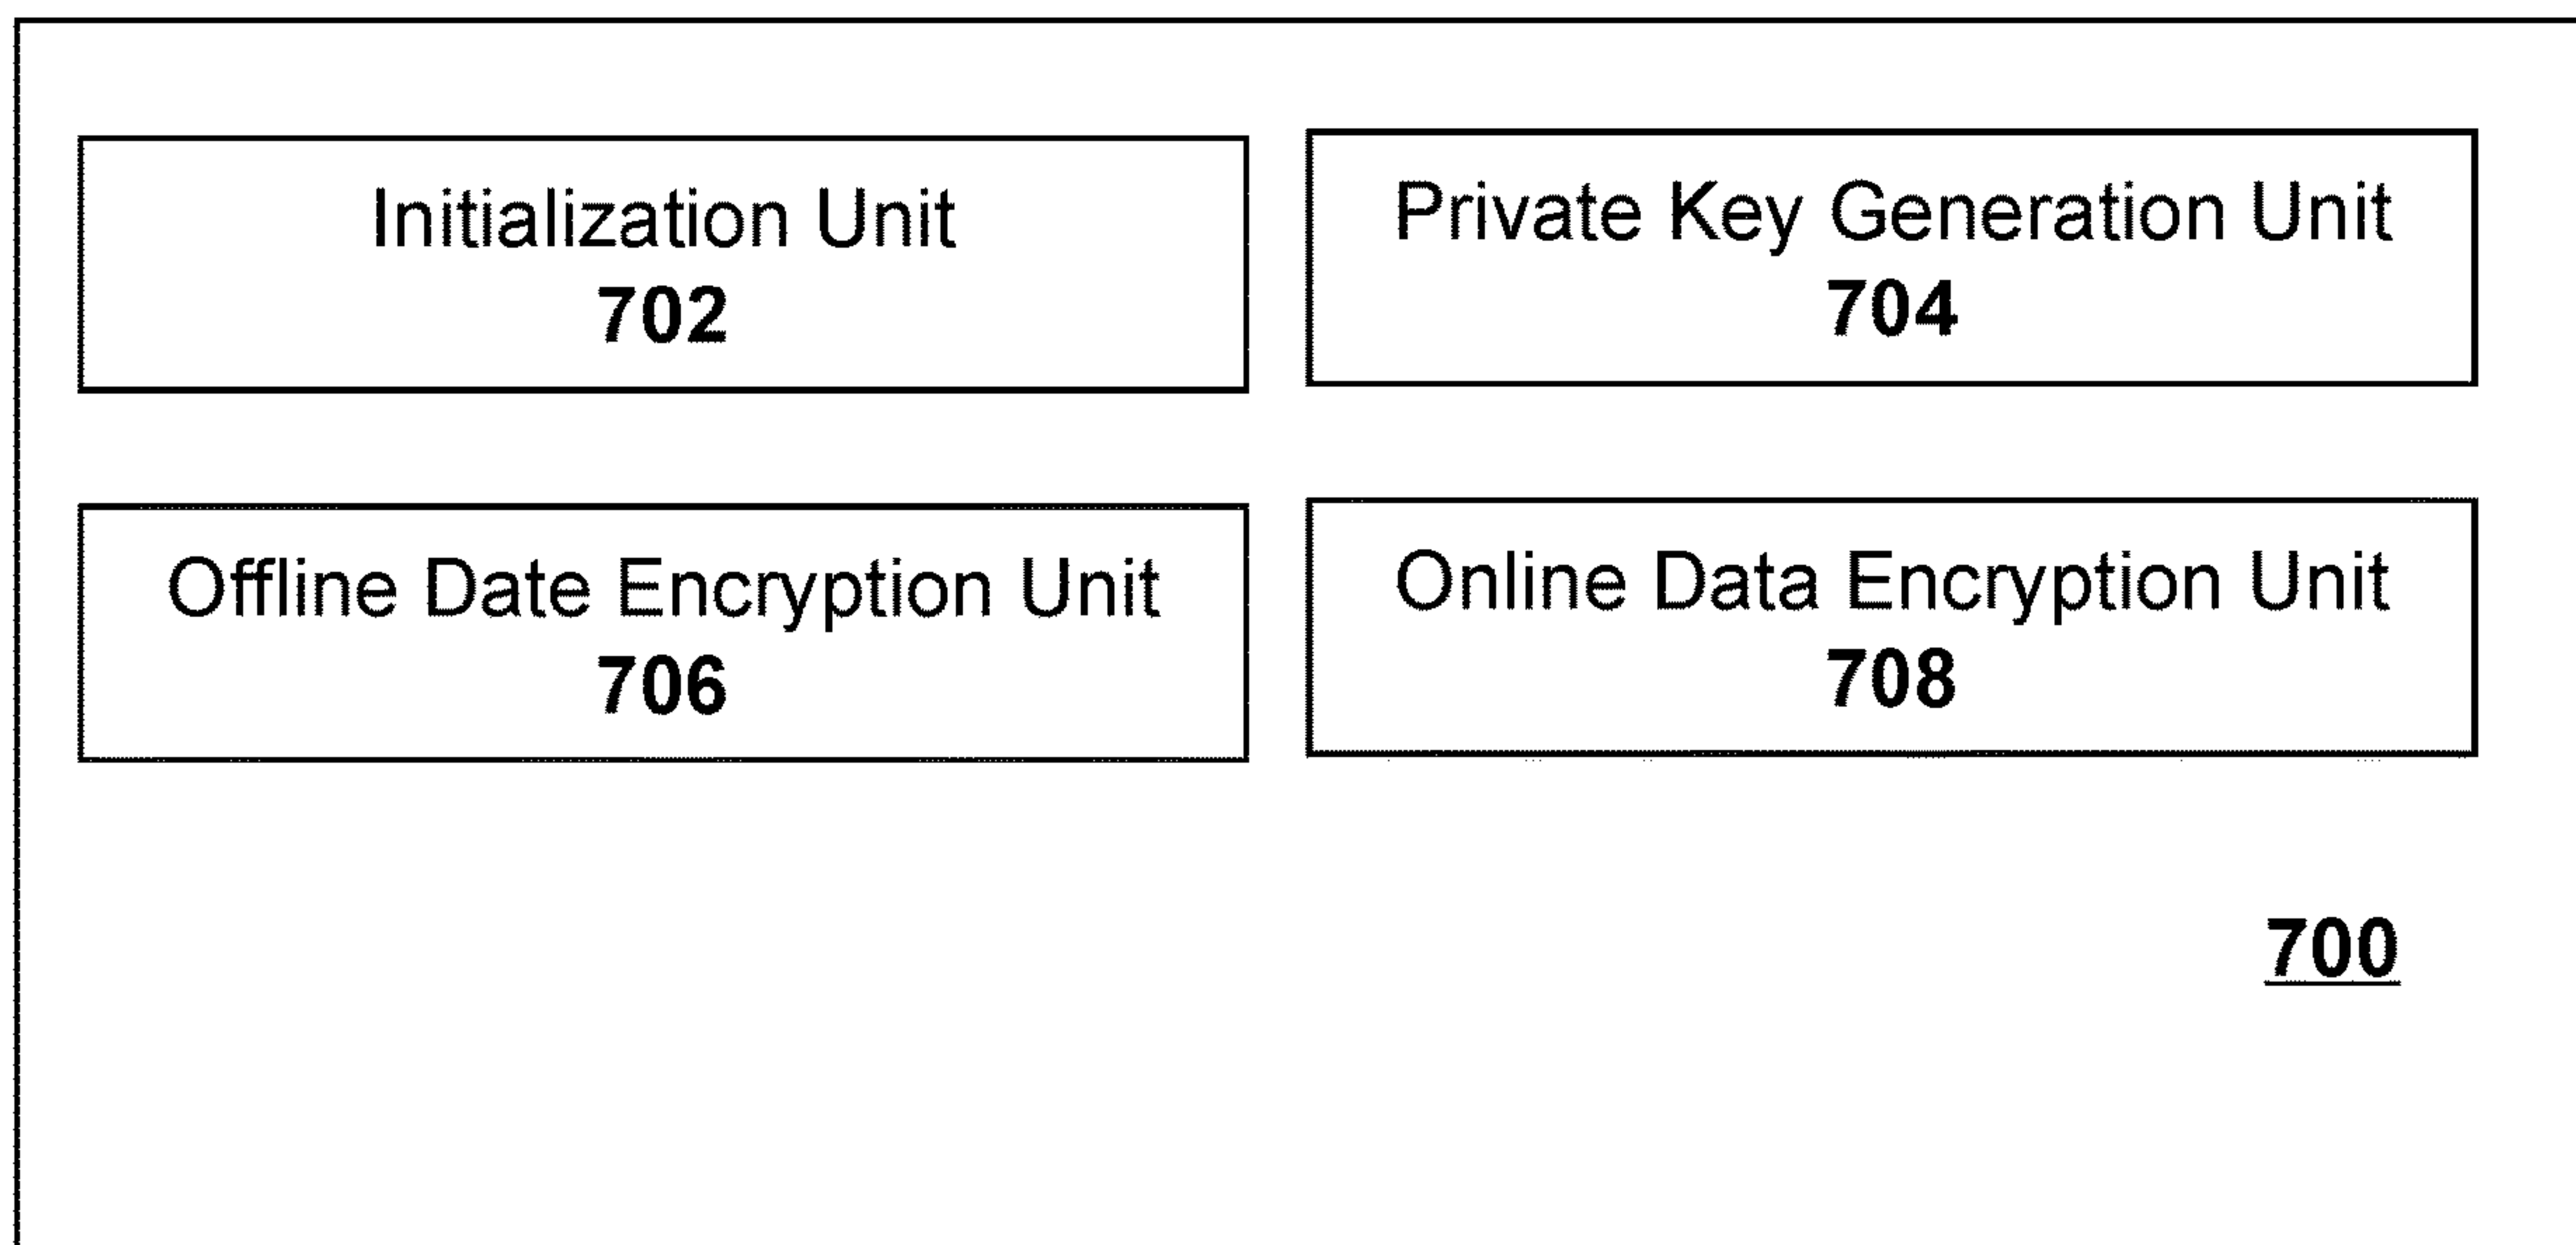 Initialization Unit
702
Private Key Generation Unit
704
Offline Date Encryption Unit
706
Online Data Encryption Unit
708
700